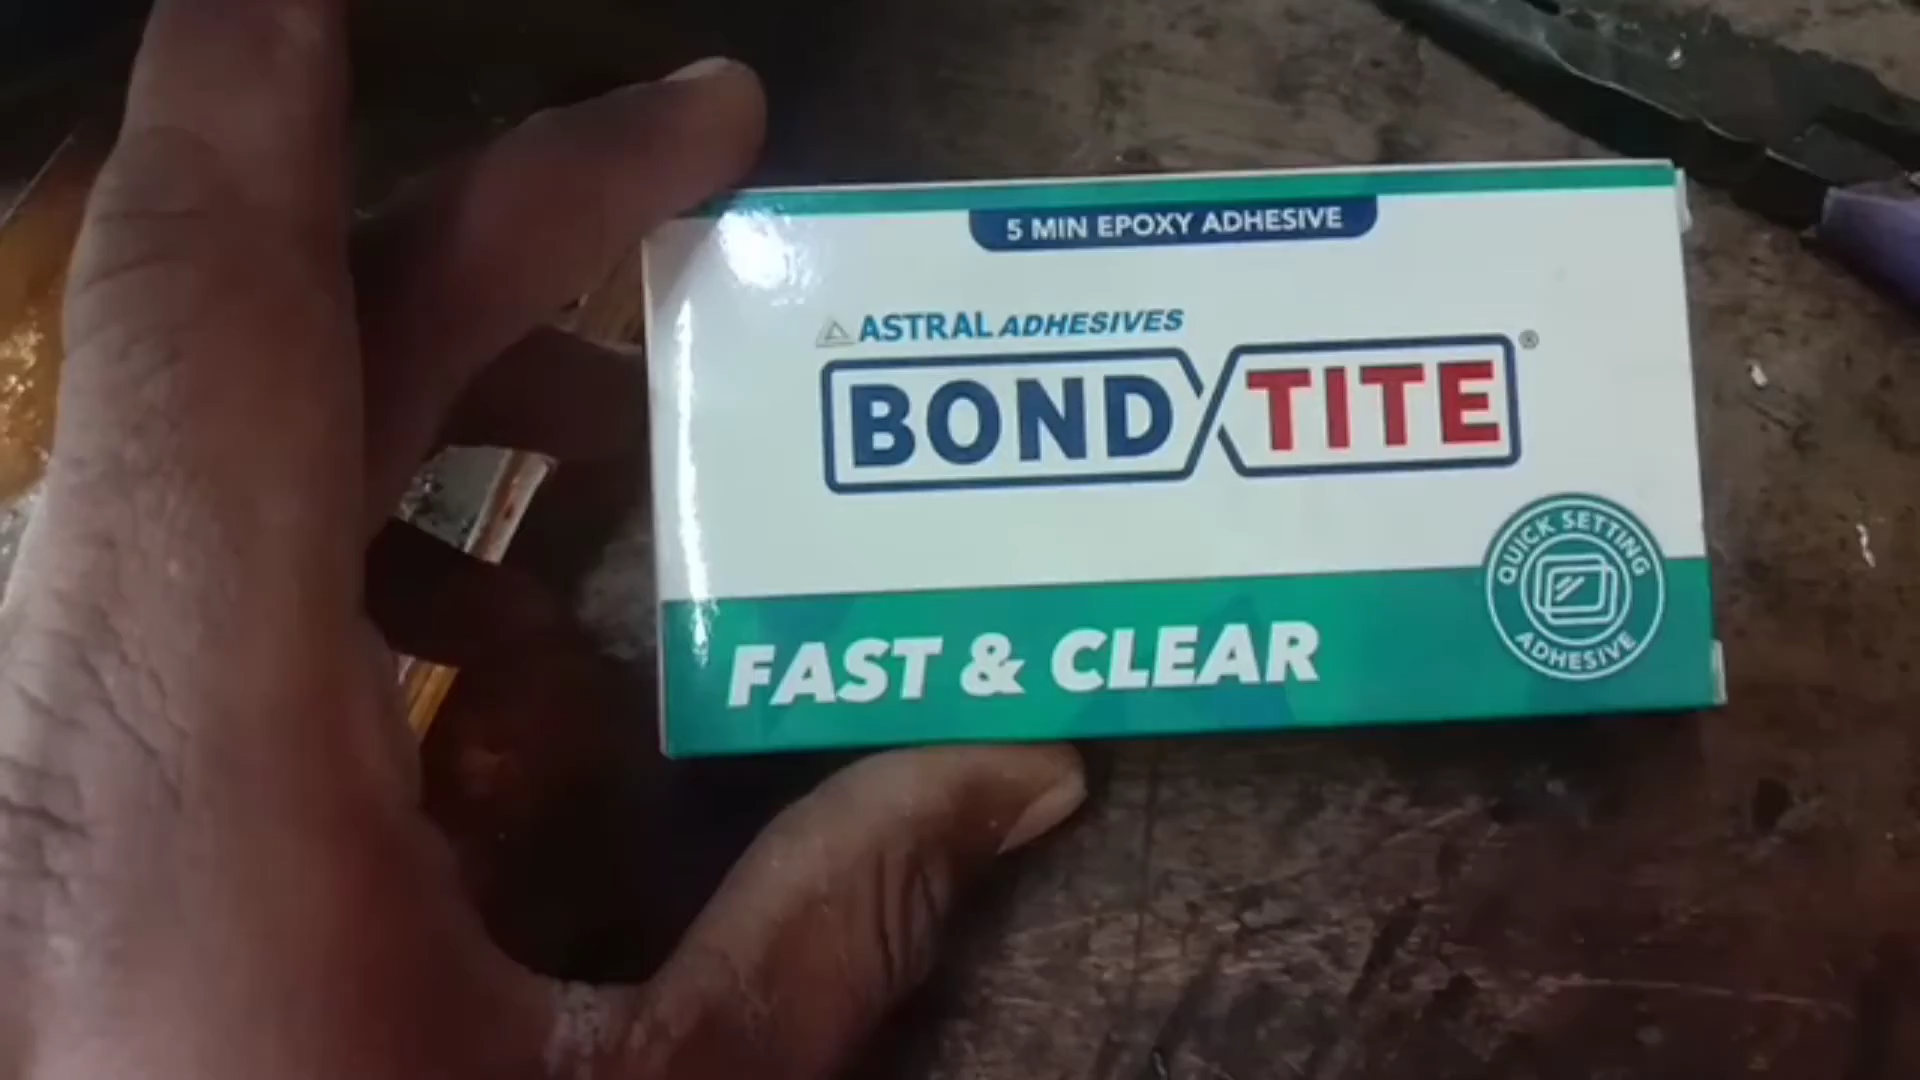 5 MIN EPOXY ADHESIVE
ASTRAL ADHESIVES
BOND TITE ®
QUICK SETTING
ADHESIVE
FAST & CLEAR